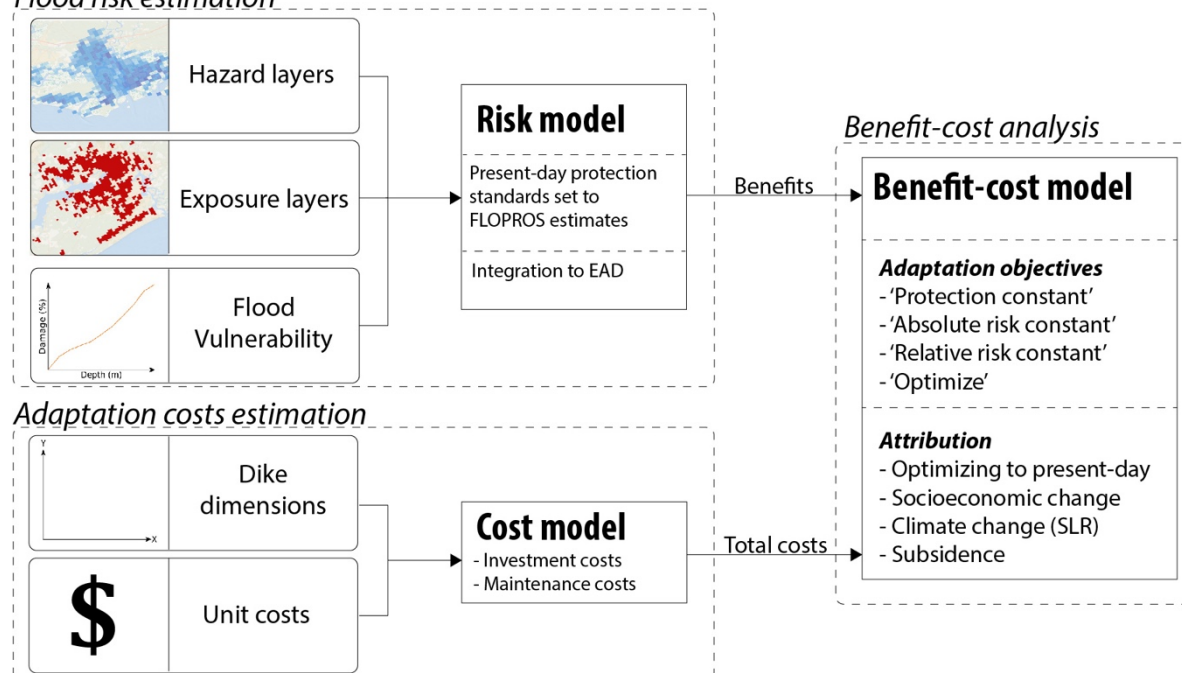 Flood risk estimation
Hazard layers
Exposure layers
Damage (%)
Depth (m)
Flood
Vulnerability
Risk model
Present-day protection
standards set to
FLOPROS estimates
Integration to EAD
Benefits
Adaptation costs estimation
Y
X
Dike
dimensions
$
Unit costs
Cost model
- Investment costs
- Maintenance costs
Total costs
Benefit-cost analysis
Benefit-cost model
Adaptation objectives
- ‘Protection constant’
- ‘Absolute risk constant’
- ‘Relative risk constant’
- ‘Optimize’
Attribution
- Optimizing to present-day
- Socioeconomic change
- Climate change (SLR)
- Subsidence